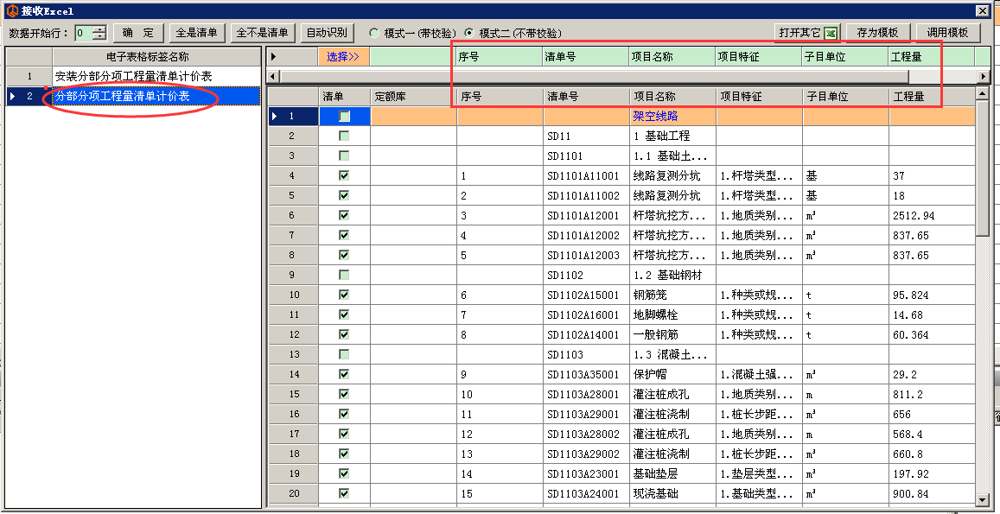 接收Excel
数据开始行： 0 确 定 全是清单 全不是清单 自动识别 模式一(带校验) 模式二(不带校验) 打开其它 存为模板 调用模板
电子表格标签名称
1 安装分部分项工程量清单计价表
2 分部分项工程量清单计价表
选择>> 序号 清单号 项目名称 项目特征 子目单位 工程量
清单 定额库 序号 清单号 项目名称 项目特征 子目单位 工程量
1 架空线路
2 SD11 1 基础工程
3 SD1101 1.1 基础土...
4 1 SD1101A11001 线路复测分坑 1.杆塔类型... 基 37
5 2 SD1101A11002 线路复测分坑 1.杆塔类型... 基 18
6 3 SD1101A12001 杆塔坑挖方... 1.地质类别... m³ 2512.94
7 4 SD1101A12002 杆塔坑挖方... 1.地质类别... m³ 837.65
8 5 SD1101A12003 杆塔坑挖方... 1.地质类别... m³ 837.65
9 SD1102 1.2 基础钢材
10 6 SD1102A15001 钢筋笼 1.种类或规... t 95.824
11 7 SD1102A16001 地脚螺栓 1.种类或规... t 14.68
12 8 SD1102A14001 一般钢筋 1.种类或规... t 60.364
13 SD1103 1.3 混凝土...
14 9 SD1103A35001 保护帽 1.混凝土强... m³ 29.2
15 10 SD1103A28001 灌注桩成孔 1.地质类别... m 811.2
16 11 SD1103A29001 灌注桩浇制 1.桩长步距... m³ 656
17 12 SD1103A28002 灌注桩成孔 1.地质类别... m 568.4
18 13 SD1103A29002 灌注桩浇制 1.桩长步距... m³ 660.8
19 14 SD1103A23001 基础垫层 1.垫层类型... m³ 197.92
20 15 SD1103A24001 现浇基础 1.基础类型... m³ 900.84